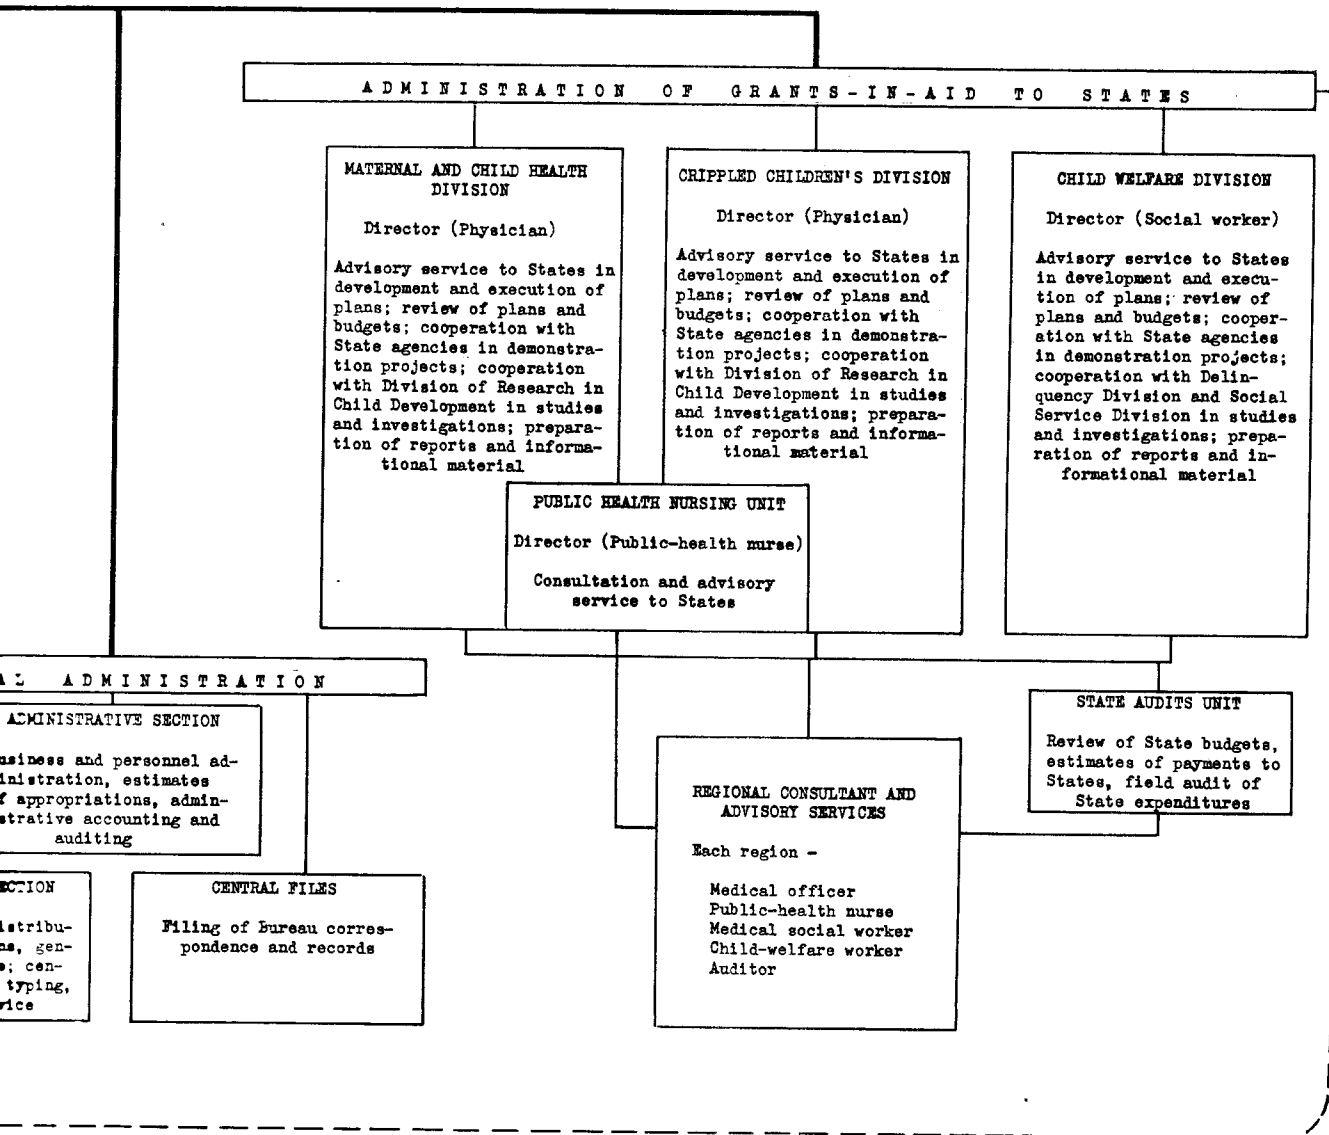 ADMINISTRATION OF GRANTS-IN-AID TO STATES
MATERNAL AND CHILD HEALTH
DIVISION
Director (Physician)
Advisory service to States in
development and execution of
plans; review of plans and
budgets; cooperation with
State agencies in demonstra-
tion projects; cooperation
with Division of Research in
Child Development in studies
and investigations; prepara-
tion of reports and informa-
tional material
CRIPPLED CHILDREN'S DIVISION
Director (Physician)
Advisory service to States in
development and execution of
plans; review of plans and
budgets; cooperation with
State agencies in demonstra-
tion projects; cooperation
with Division of Research in
Child Development in studies
and investigations; prepara-
tion of reports and informa-
tional material
CHILD WELFARE DIVISION
Director (Social worker)
Advisory service to States
in development and execu-
tion of plans; review of
plans and budgets; cooper-
ation with State agencies
in demonstration projects;
cooperation with Delin-
quency Division and Social
Service Division in studies
and investigations; prepa-
ration of reports and in-
formational material
PUBLIC HEALTH NURSING UNIT
Director (Public-health nurse)
Consultation and advisory
service to States
AL ADMINISTRATION
ADMINISTRATIVE SECTION
usiness and personnel ad-
inistration, estimates
f appropriations, admin-
strative accounting and
auditing
ECTION
istribu-
ns, gen-
e; cen-
typing,
vice
CENTRAL FILES
Filing of Bureau corres-
pondence and records
REGIONAL CONSULTANT AND
ADVISORY SERVICES
Each region -
Medical officer
Public-health nurse
Medical social worker
Child-welfare worker
Auditor
STATE AUDITS UNIT
Review of State budgets,
estimates of payments to
States, field audit of
State expenditures